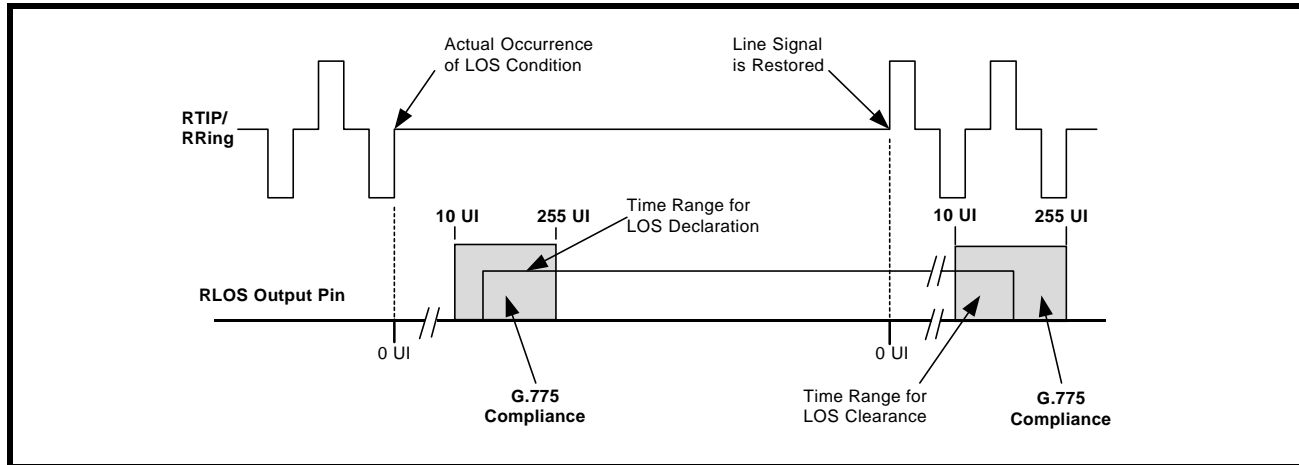 Actual Occurrence
of LOS Condition
Line Signal
is Restored
RTIP/
RRing
Time Range for
LOS Declaration
10 UI
255 UI
10 UI
255 UI
RLOS Output Pin
0 UI
0 UI
G.775
Compliance
Time Range for
LOS Clearance
G.775
Compliance